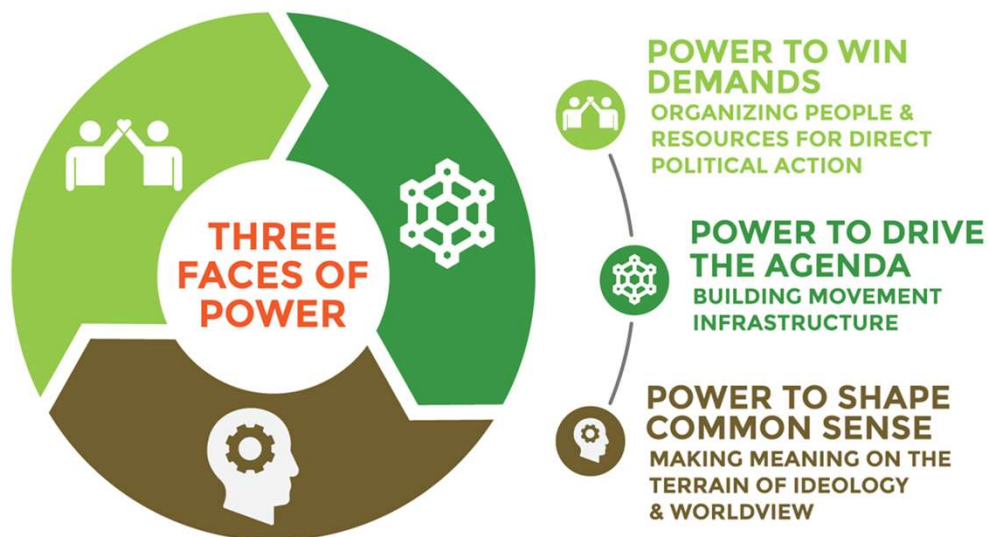 THREE
FACES OF
POWER
POWER TO WIN
DEMANDS
ORGANIZING PEOPLE &
RESOURCES FOR DIRECT
POLITICAL ACTION
POWER TO DRIVE
THE AGENDA
BUILDING MOVEMENT
INFRASTRUCTURE
POWER TO SHAPE
COMMON SENSE
MAKING MEANING ON THE
TERRAIN OF IDEOLOGY
& WORLDVIEW